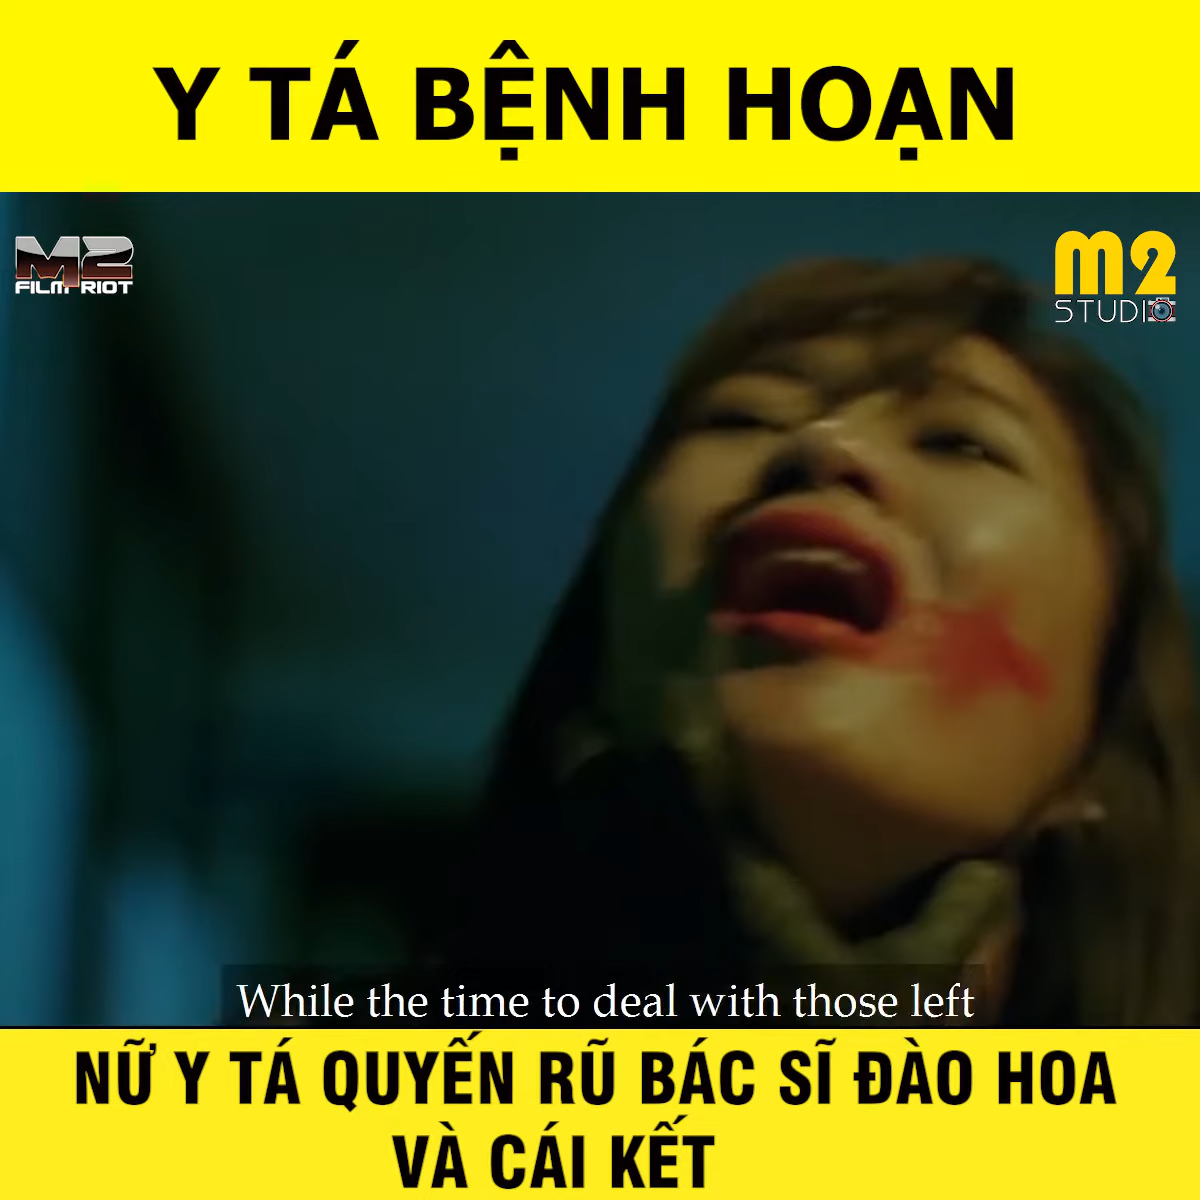 Y TÁ BỆNH HOẠN
M2
FILM RIOT
M2
STUDIO
While the time to deal with those left
NỮ Y TÁ QUYẾN RŨ BÁC SĨ ĐÀO HOA
VÀ CÁI KẾT